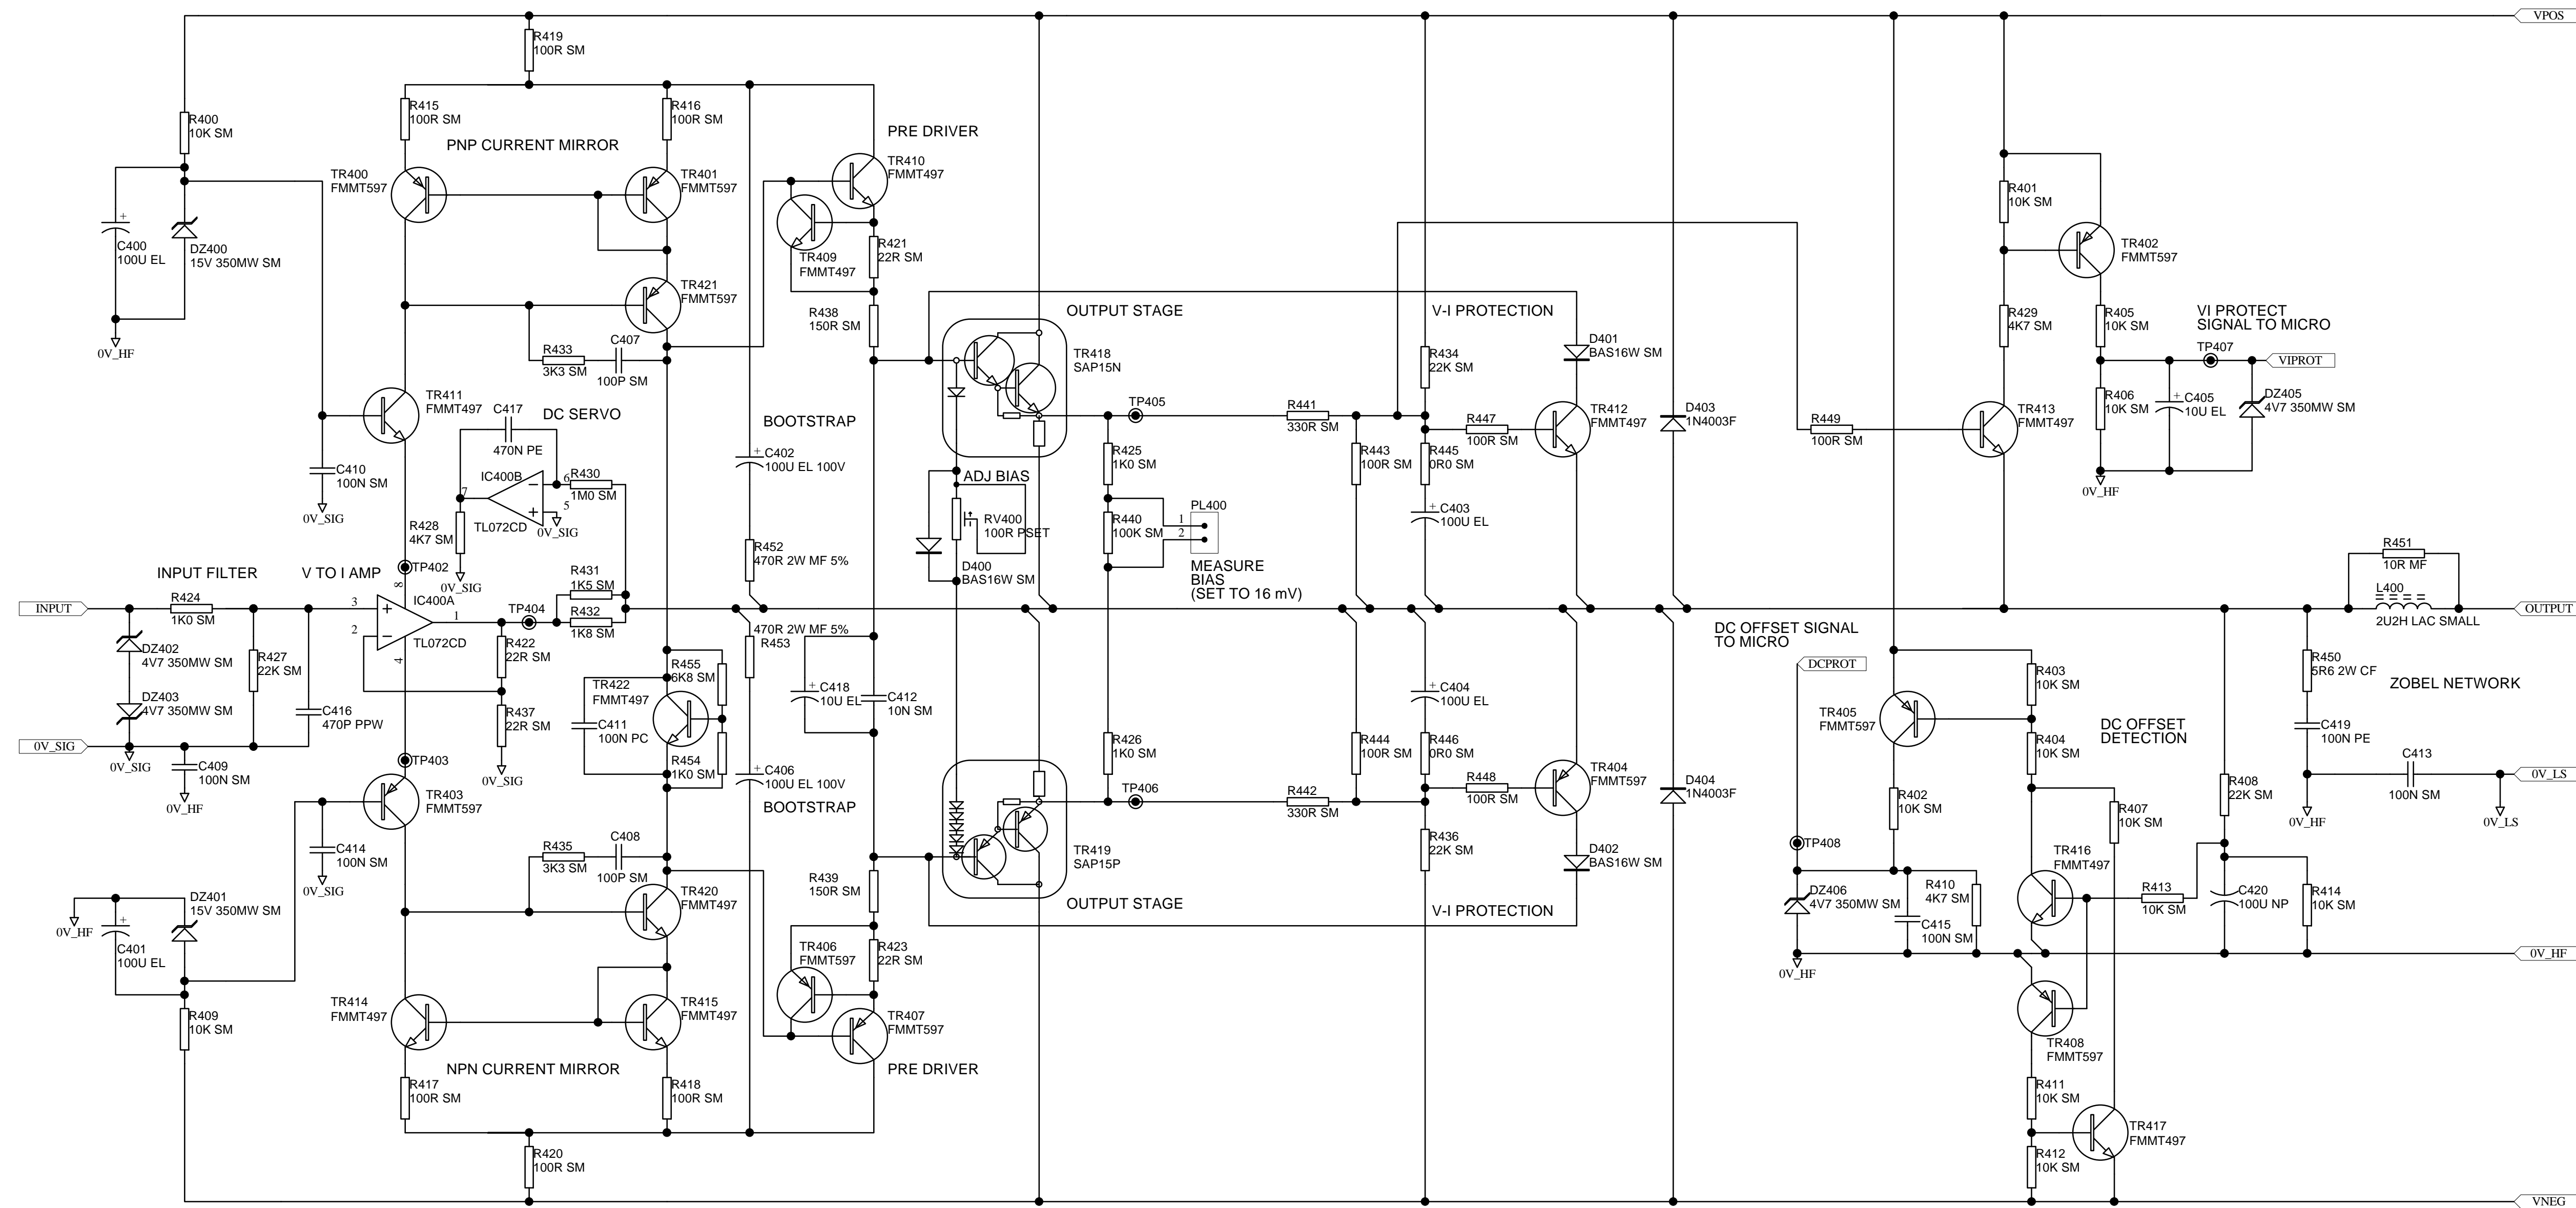 VPOS
R419
100R SM
R415
100R SM
R416
100R SM
R400
10K SM
PNP CURRENT MIRROR
PRE DRIVER
TR400
FMMT597
TR401
FMMT597
TR410
FMMT497
R401
10K SM
+
C400
100U EL
DZ400
15V 350MW SM
TR409
FMMT497
R421
22R SM
TR402
FMMT597
TR421
FMMT597
0V_HF
R438
150R SM
OUTPUT STAGE
V-I PROTECTION
R429
4K7 SM
R405
10K SM
VI PROTECT
SIGNAL TO MICRO
R433
3K3 SM
C407
100P SM
TR418
SAP15N
R434
22K SM
D401
BAS16W SM
TP407
VIPROT
TR411
FMMT497
C417
470N PE
DC SERVO
BOOTSTRAP
TP405
R441
330R SM
R447
100R SM
TR412
FMMT497
D403
1N4003F
R449
100R SM
TR413
FMMT497
R406
10K SM
+
C405
10U EL
DZ405
4V7 350MW SM
+
C402
100U EL 100V
R425
1K0 SM
R443
100R SM
R445
0R0 SM
C410
100N SM
0V_SIG
IC400B
6
R430
1M0 SM
7
5
TL072CD
0V_SIG
ADJ BIAS
RV400
100R PSET
R440
100K SM
PL400
1
2
+
C403
100U EL
0V_HF
R428
4K7 SM
R452
470R 2W MF 5%
D400
BAS16W SM
MEASURE
BIAS
(SET TO 16 mV)
R451
10R MF
INPUT FILTER
V TO I AMP
TP402
8
0V_SIG
R431
1K5 SM
L400
INPUT
R424
1K0 SM
3
IC400A
1
TP404
R432
1K8 SM
OUTPUT
2U2H LAC SMALL
2
TL072CD
4
R422
22R SM
470R 2W MF 5%
R453
DC OFFSET SIGNAL
TO MICRO
DZ402
4V7 350MW SM
R427
22K SM
DCPROT
R403
10K SM
R450
5R6 2W CF
ZOBEL NETWORK
DZ403
4V7 350MW SM
C416
470P PPW
R437
22R SM
TR422
FMMT497
R455
6K8 SM
+
C418
10U EL
C412
10N SM
+
C404
100U EL
TR405
FMMT597
DC OFFSET
DETECTION
C419
100N PE
C411
100N PC
R454
1K0 SM
R426
1K0 SM
R444
100R SM
R446
0R0 SM
R404
10K SM
0V_SIG
0V_SIG
C409
100N SM
0V_HF
TP403
0V_SIG
+
C406
100U EL 100V
BOOTSTRAP
TR403
FMMT597
TP406
R442
330R SM
R448
100R SM
TR404
FMMT597
D404
1N4003F
R402
10K SM
R407
10K SM
R408
22K SM
C413
100N SM
0V_LS
0V_HF
0V_LS
C414
100N SM
0V_SIG
R435
3K3 SM
C408
100P SM
TR419
SAP15P
R436
22K SM
D402
BAS16W SM
TP408
TR416
FMMT497
R439
150R SM
DZ401
15V 350MW SM
0V_HF
+
C401
100U EL
TR420
FMMT497
OUTPUT STAGE
V-I PROTECTION
DZ406
4V7 350MW SM
R410
4K7 SM
C415
100N SM
R413
10K SM
C420
100U NP
R414
10K SM
TR406
FMMT597
R423
22R SM
0V_HF
0V_HF
R409
10K SM
TR414
FMMT497
TR415
FMMT497
TR407
FMMT597
TR408
FMMT597
NPN CURRENT MIRROR
PRE DRIVER
R417
100R SM
R418
100R SM
R411
10K SM
TR417
FMMT497
R420
100R SM
R412
10K SM
VNEG